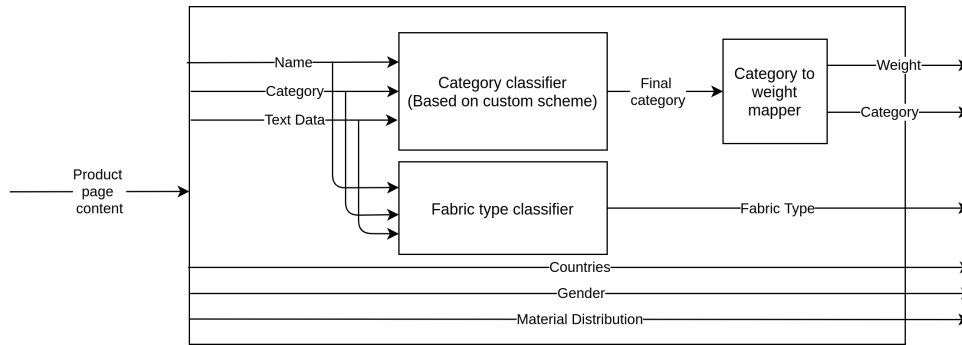 Name
Category
Text Data
Product
page
content
Category classifier
(Based on custom scheme)
Final
category
Category to
weight
mapper
Weight
Category
Fabric type classifier
Fabric Type
Countries
Gender
Material Distribution